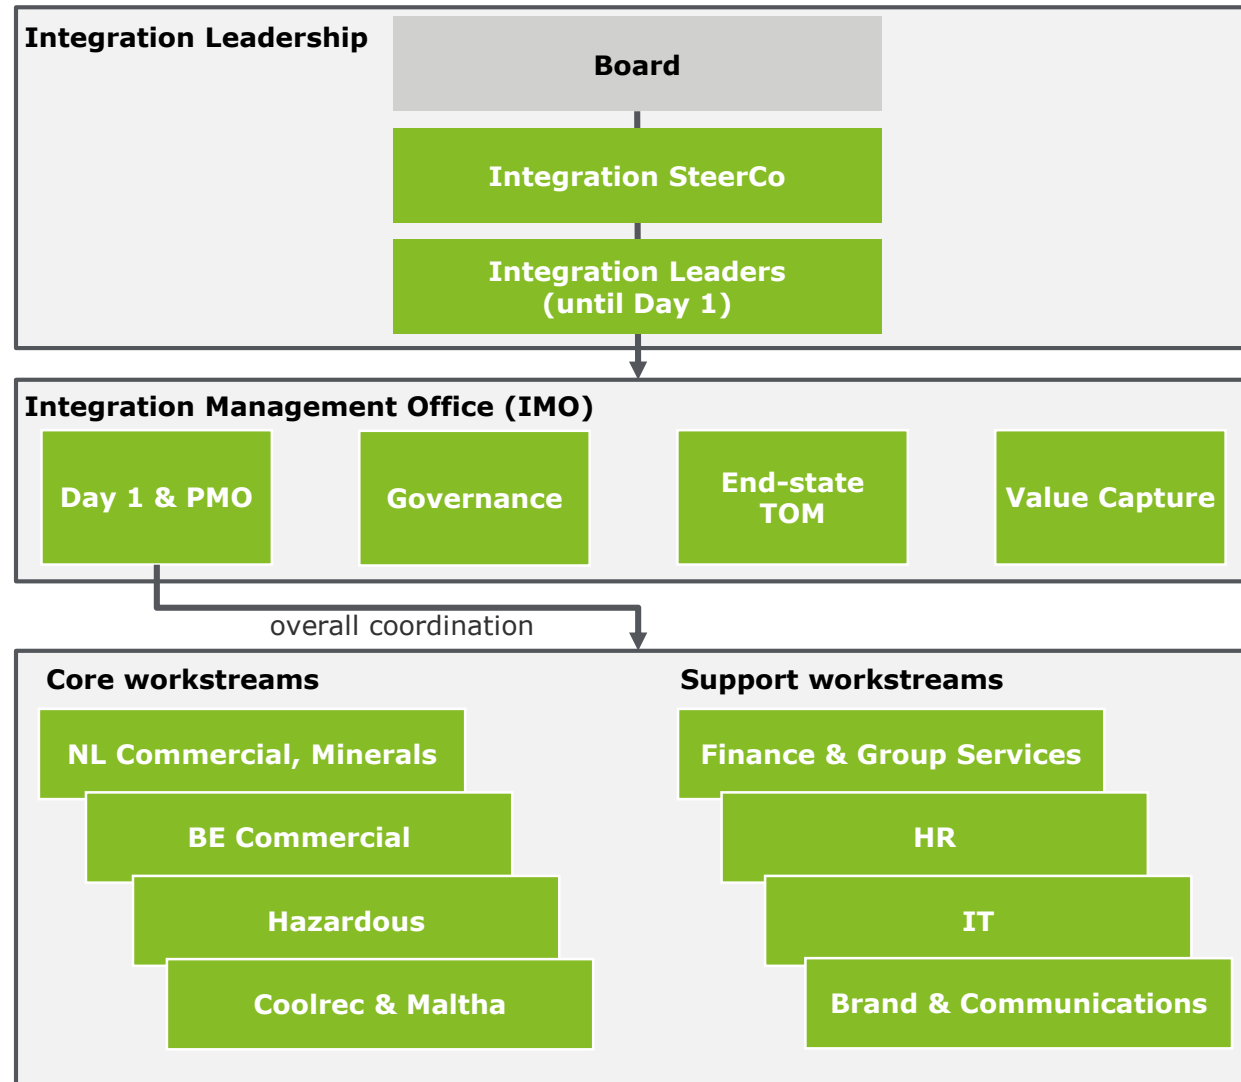 Integration Leadership
Board
Integration SteerCo
Integration Leaders
(until Day 1)
Integration Management Office (IMO)
Day 1 & PMO
Governance
End-state
TOM
Value Capture
overall coordination
Core workstreams
NL Commercial, Minerals
BE Commercial
Hazardous
Coolrec & Maltha
Support workstreams
Finance & Group Services
HR
IT
Brand & Communications